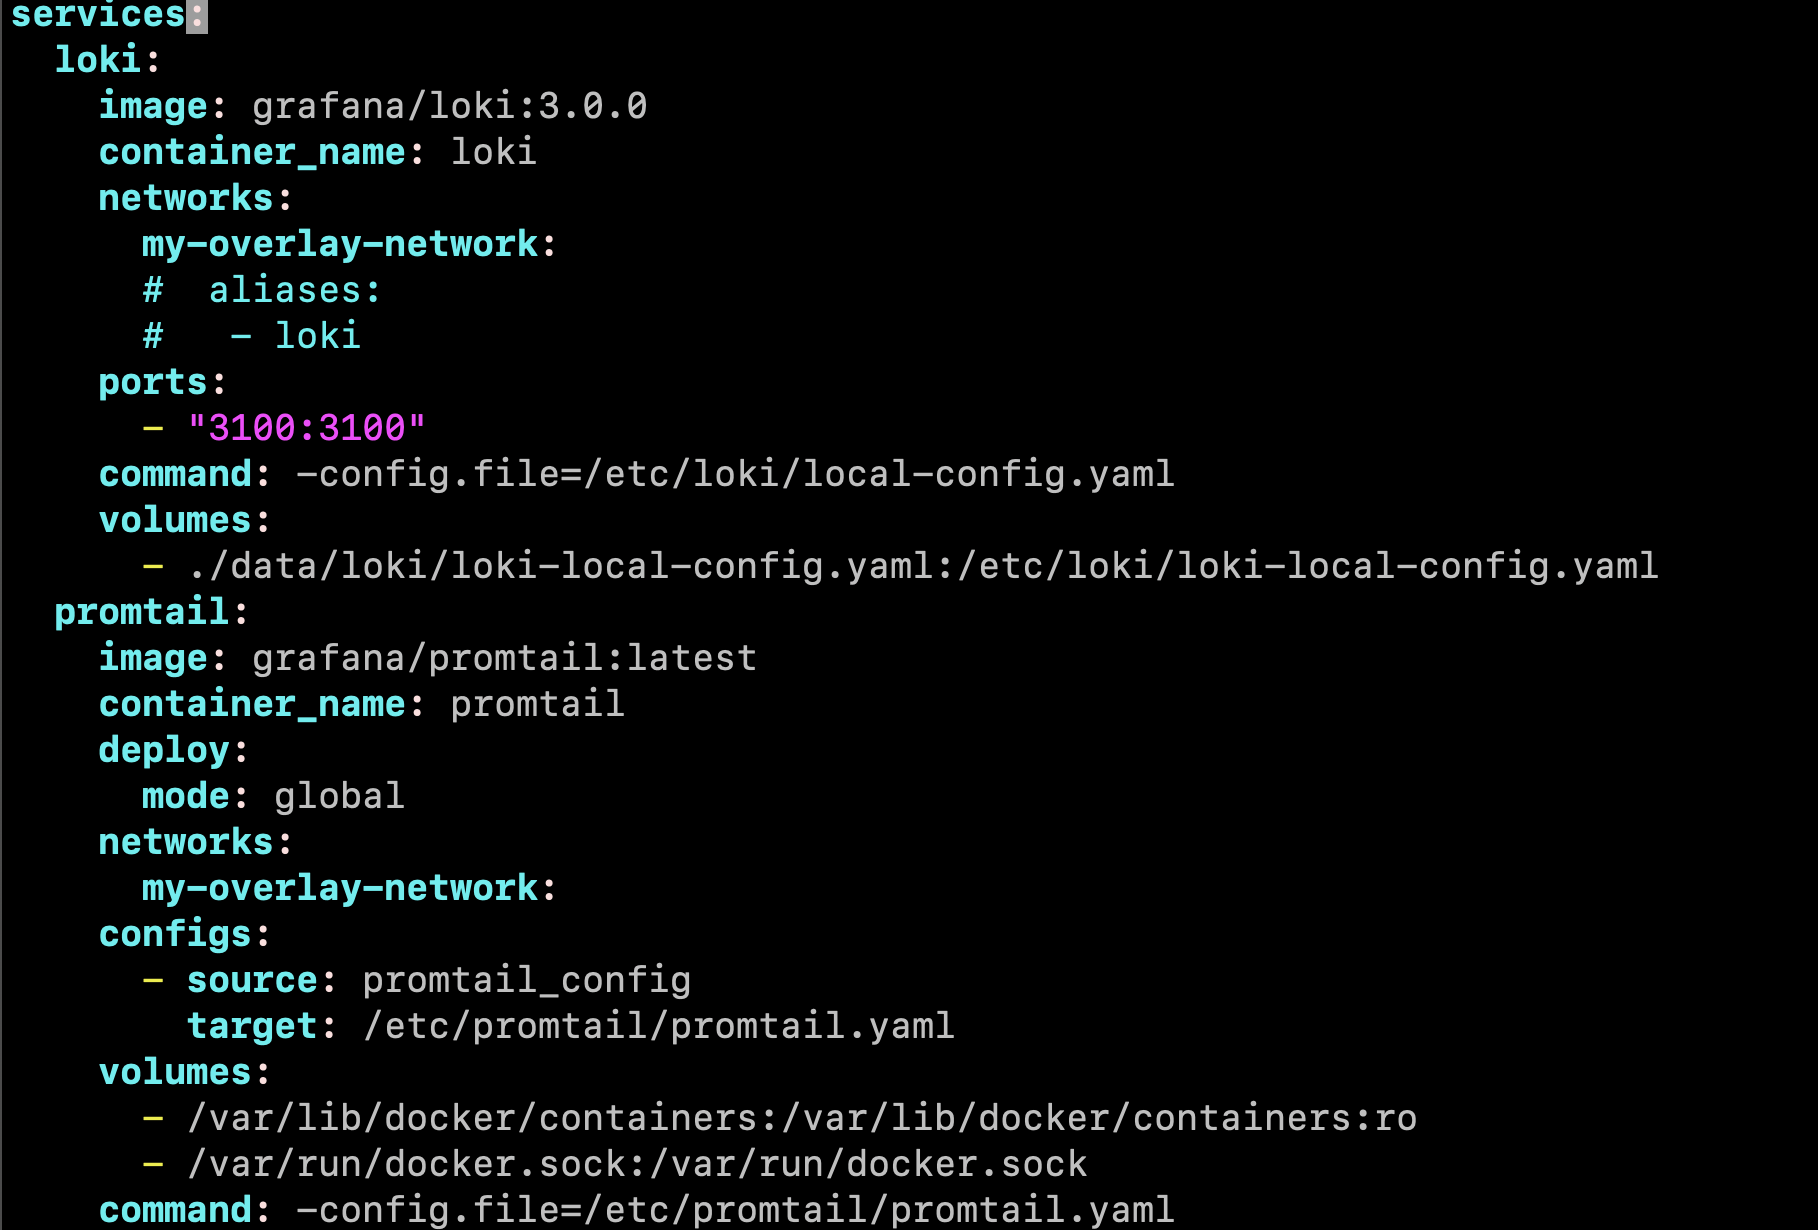 services:
  loki:
    image: grafana/loki:3.0.0
    container_name: loki
    networks:
      my-overlay-network:
      #  aliases:
      #   - loki
    ports:
      - "3100:3100"
    command: -config.file=/etc/loki/local-config.yaml
    volumes:
      - ./data/loki/loki-local-config.yaml:/etc/loki/loki-local-config.yaml
  promtail:
    image: grafana/promtail:latest
    container_name: promtail
    deploy:
      mode: global
    networks:
      my-overlay-network:
    configs:
      - source: promtail_config
        target: /etc/promtail/promtail.yaml
    volumes:
      - /var/lib/docker/containers:/var/lib/docker/containers:ro
      - /var/run/docker.sock:/var/run/docker.sock
    command: -config.file=/etc/promtail/promtail.yaml